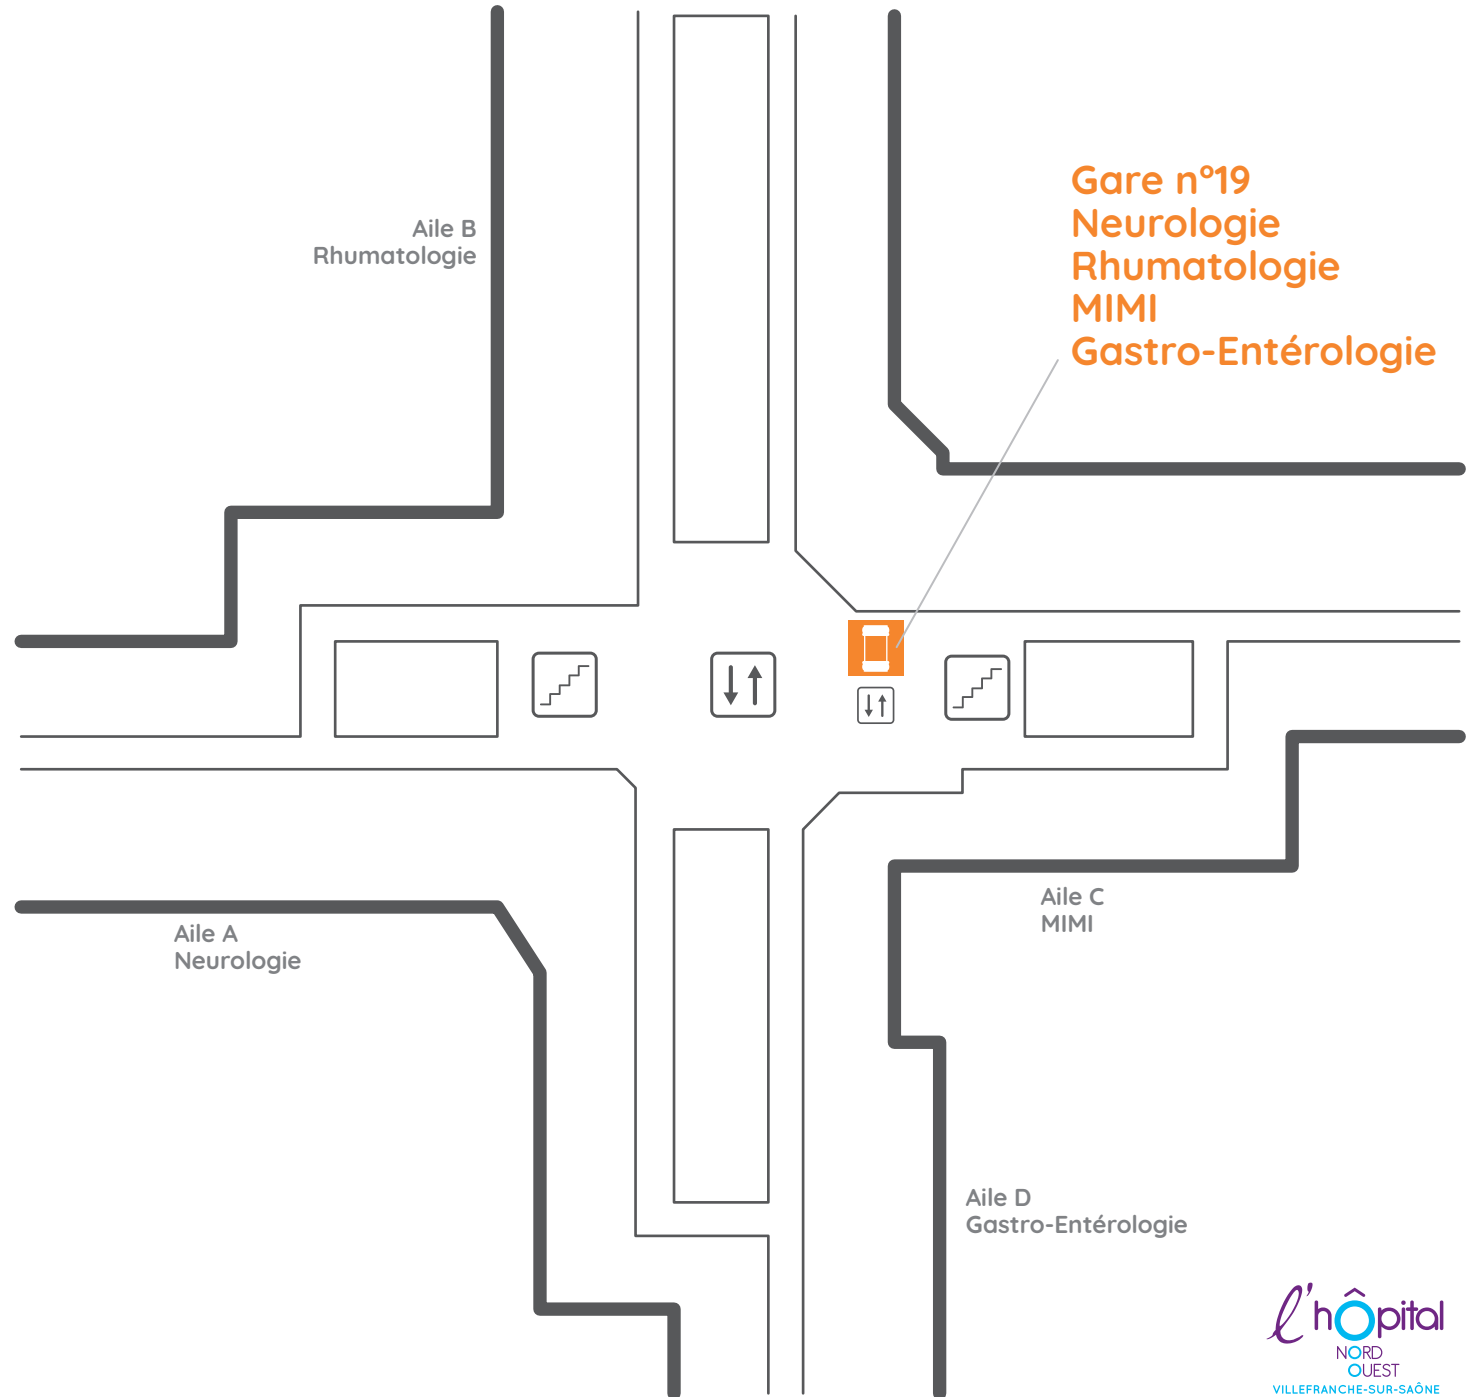 Gare n°19
Neurologie
Rhumatologie
MIMI
Gastro-Entérologie
Aile B
Rhumatologie
Aile C
MIMI
Aile A
Neurologie
Aile D
Gastro-Entérologie
l'hôpital
NORD
OUEST
VILLEFRANCHE-SUR-SAÔNE